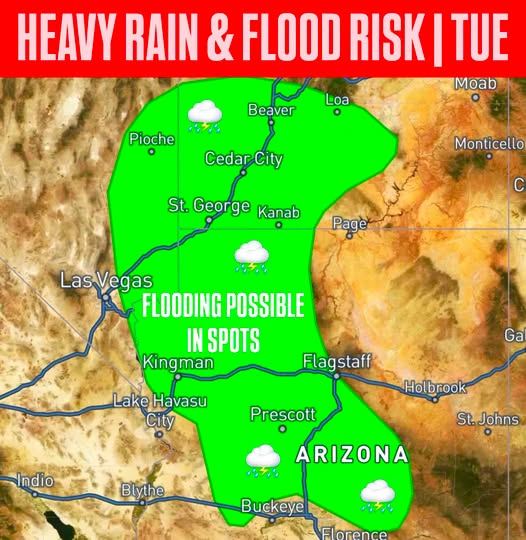 HEAVY RAIN & FLOOD RISK | TUE
Moab
Loa
Beaver
Pioche
Monticello
Cedar City
C
St. George
Kanab
Page
Las Vegas
FLOODING POSSIBLE
IN SPOTS
Ga
Kingman
Flagstaff
Lake Havasu
City
Holbrook
Prescott
St. Johns
ARIZONA
Indio
Blythe
Buckeye
Florence